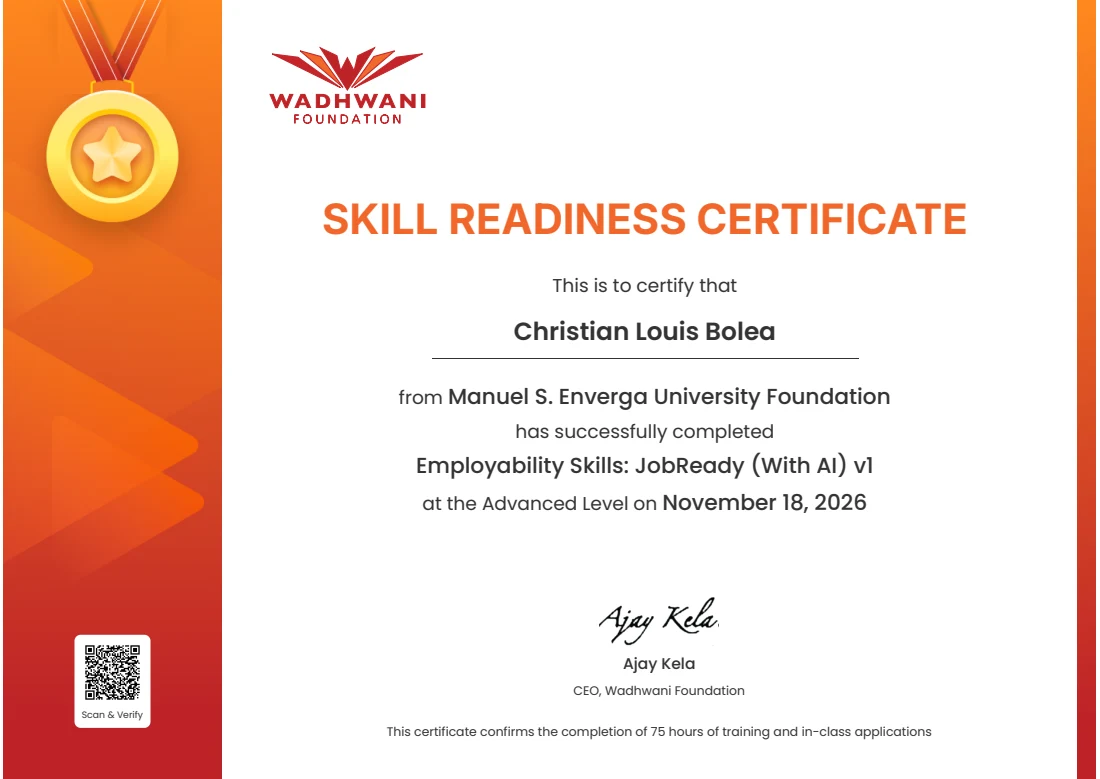 WADHWANI
FOUNDATION
SKILL READINESS CERTIFICATE
This is to certify that
Christian Louis Bolea
from Manuel S. Enverga University Foundation
has successfully completed
Employability Skills: JobReady (With AI) v1
at the Advanced Level on November 18, 2026
Ajay Kela
Ajay Kela
CEO, Wadhwani Foundation
Scan & Verify
This certificate confirms the completion of 75 hours of training and in-class applications